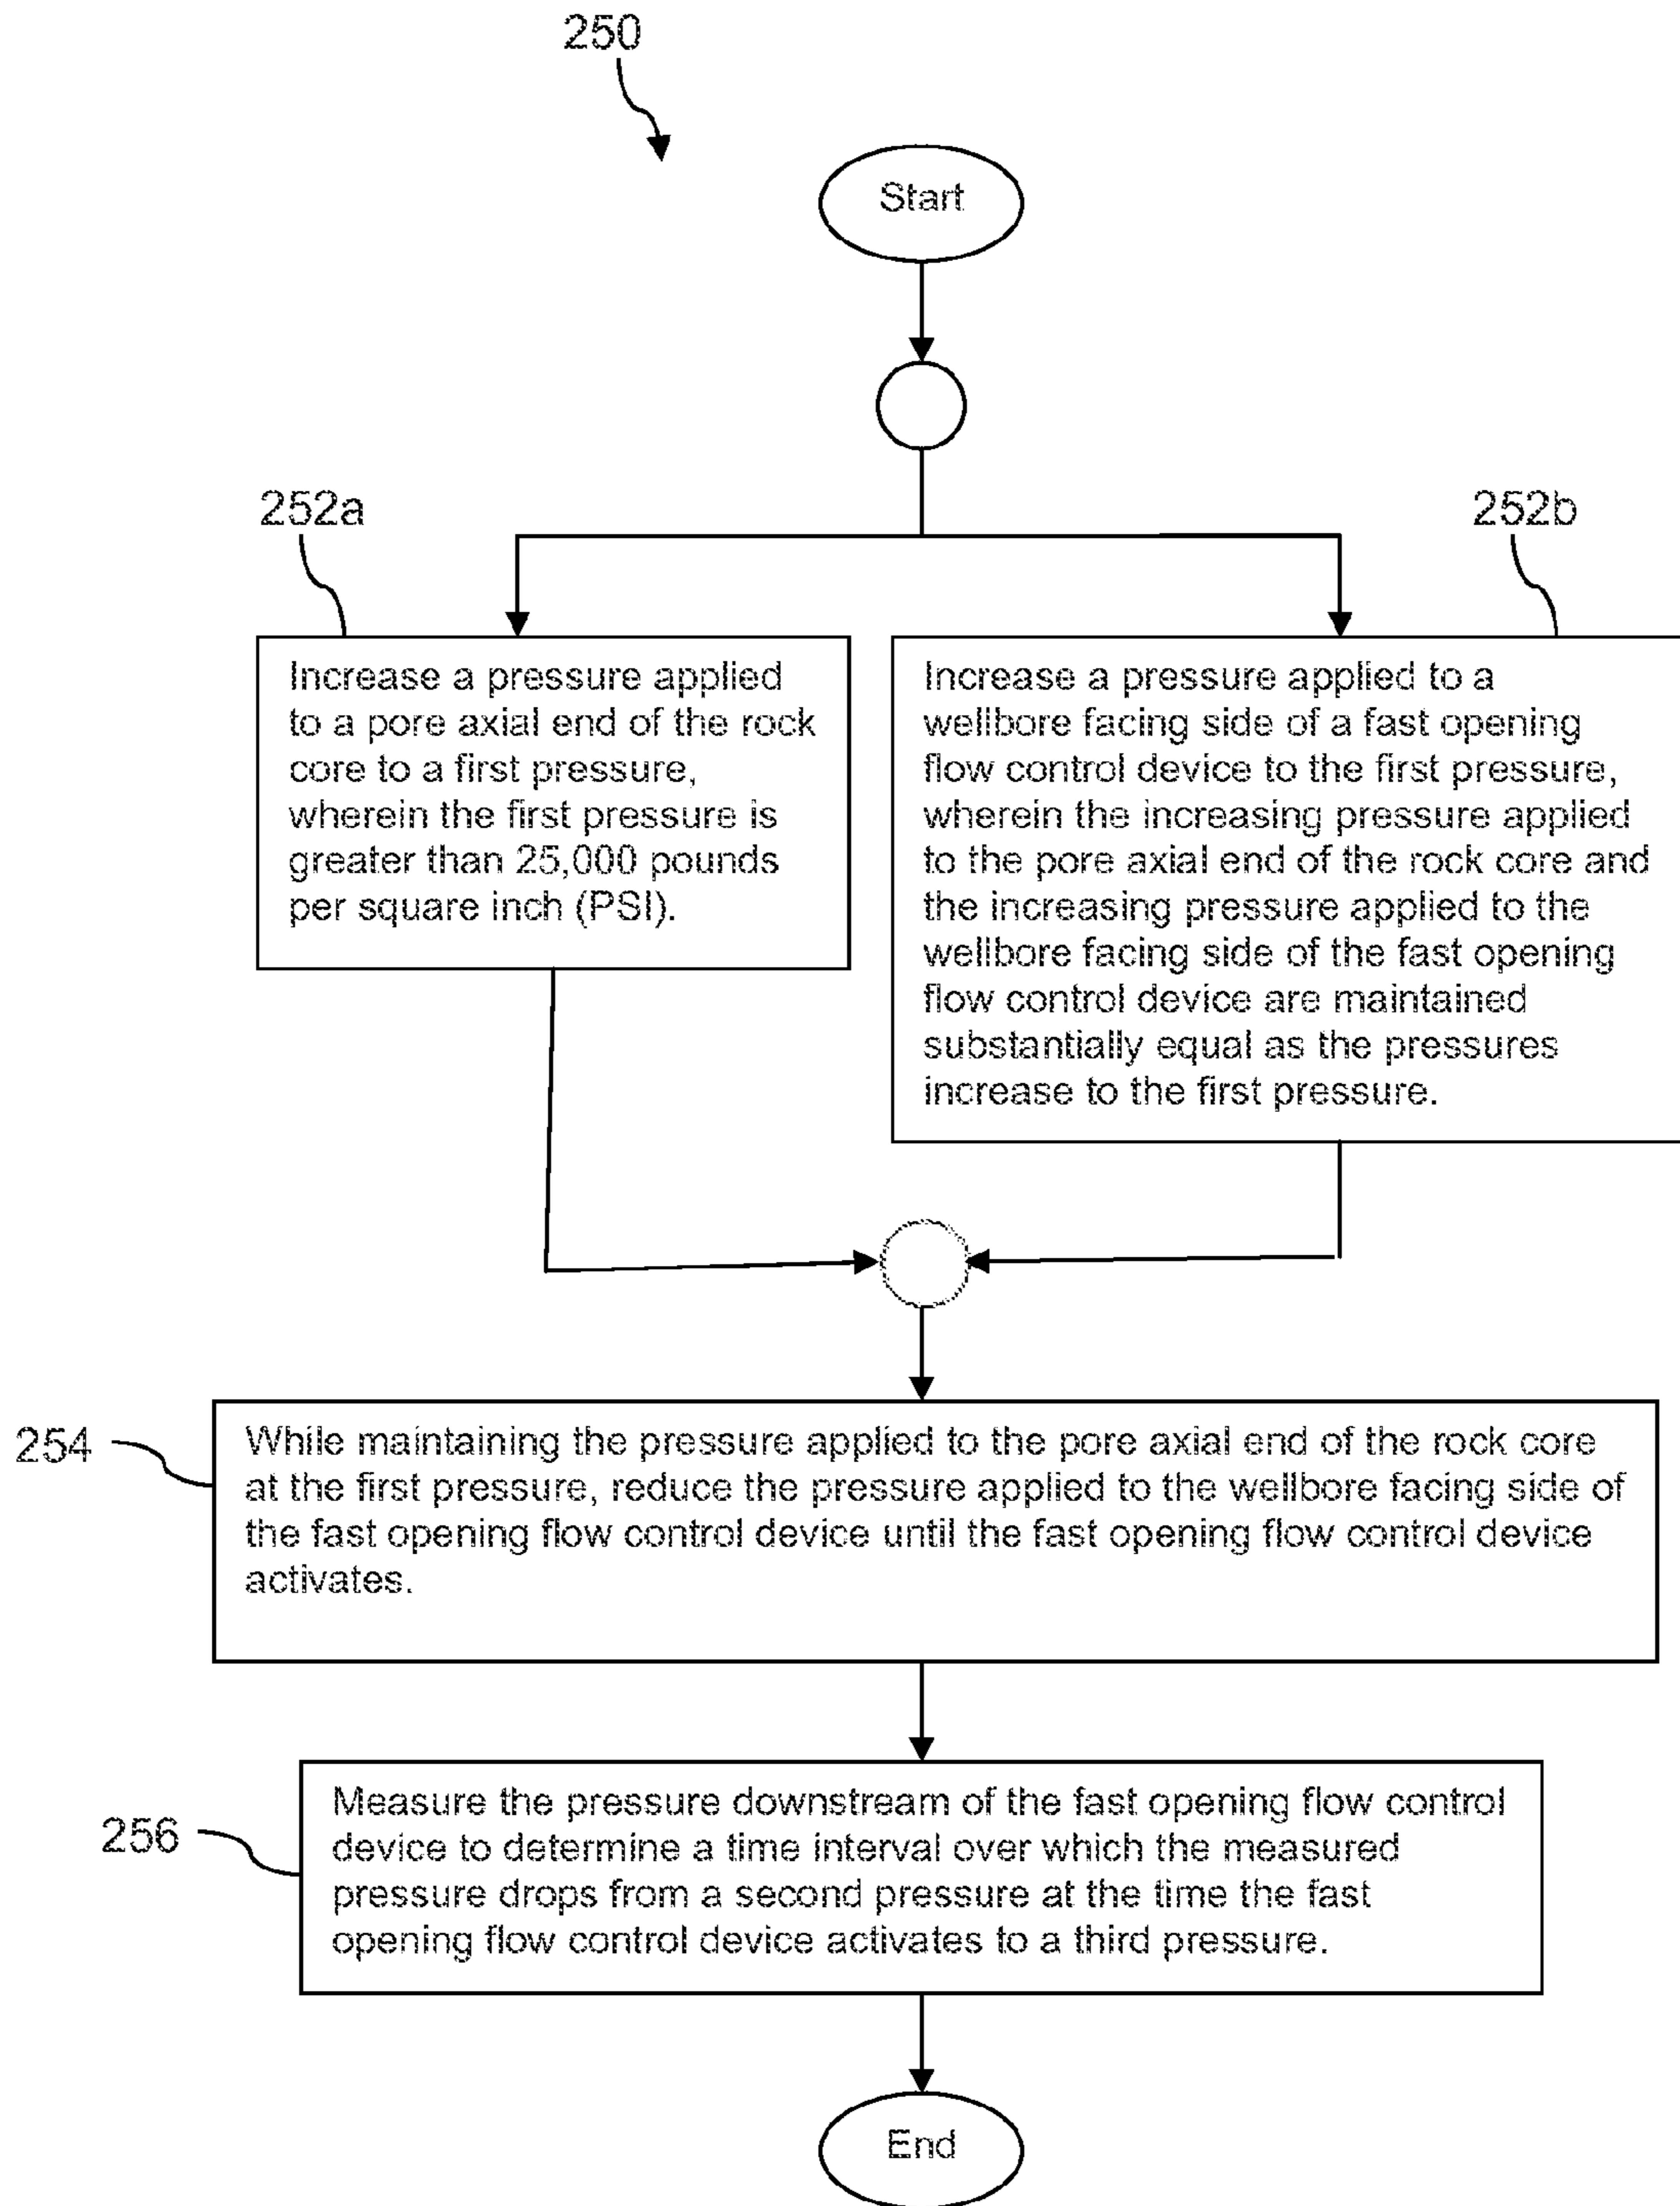 250
Start
252a
252b
Increase a pressure applied
to a pore axial end of the rock
core to a first pressure,
wherein the first pressure is
greater than 25,000 pounds
per square inch (PSI).
Increase a pressure applied to a
wellbore facing side of a fast opening
flow control device to the first pressure,
wherein the increasing pressure applied
to the pore axial end of the rock core and
the increasing pressure applied to the
wellbore facing side of the fast opening
flow control device are maintained
substantially equal as the pressures
increase to the first pressure.
254
While maintaining the pressure applied to the pore axial end of the rock core
at the first pressure, reduce the pressure applied to the wellbore facing side of
the fast opening flow control device until the fast opening flow control device
activates.
256
Measure the pressure downstream of the fast opening flow control
device to determine a time interval over which the measured
pressure drops from a second pressure at the time the fast
opening flow control device activates to a third pressure.
End